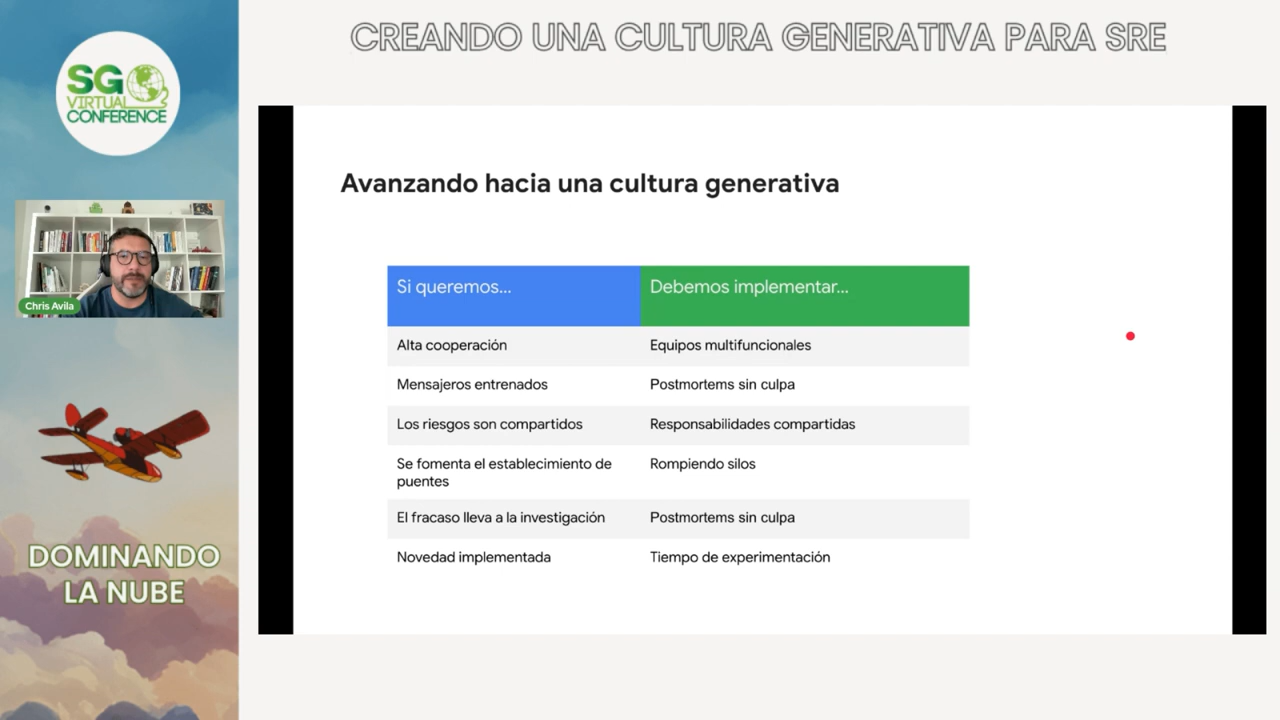 CREANDO UNA CULTURA GENERATIVA PARA SRE
SG
VIRTUAL
CONFERENCE
Chris Avila
DOMINANDO
LA NUBE
Avanzando hacia una cultura generativa
Si queremos... Debemos implementar...
Alta cooperación Equipos multifuncionales
Mensajeros entrenados Postmortems sin culpa
Los riesgos son compartidos Responsabilidades compartidas
Se fomenta el establecimiento de Rompiendo silos
puentes
El fracaso lleva a la investigación Postmortems sin culpa
Novedad implementada Tiempo de experimentación